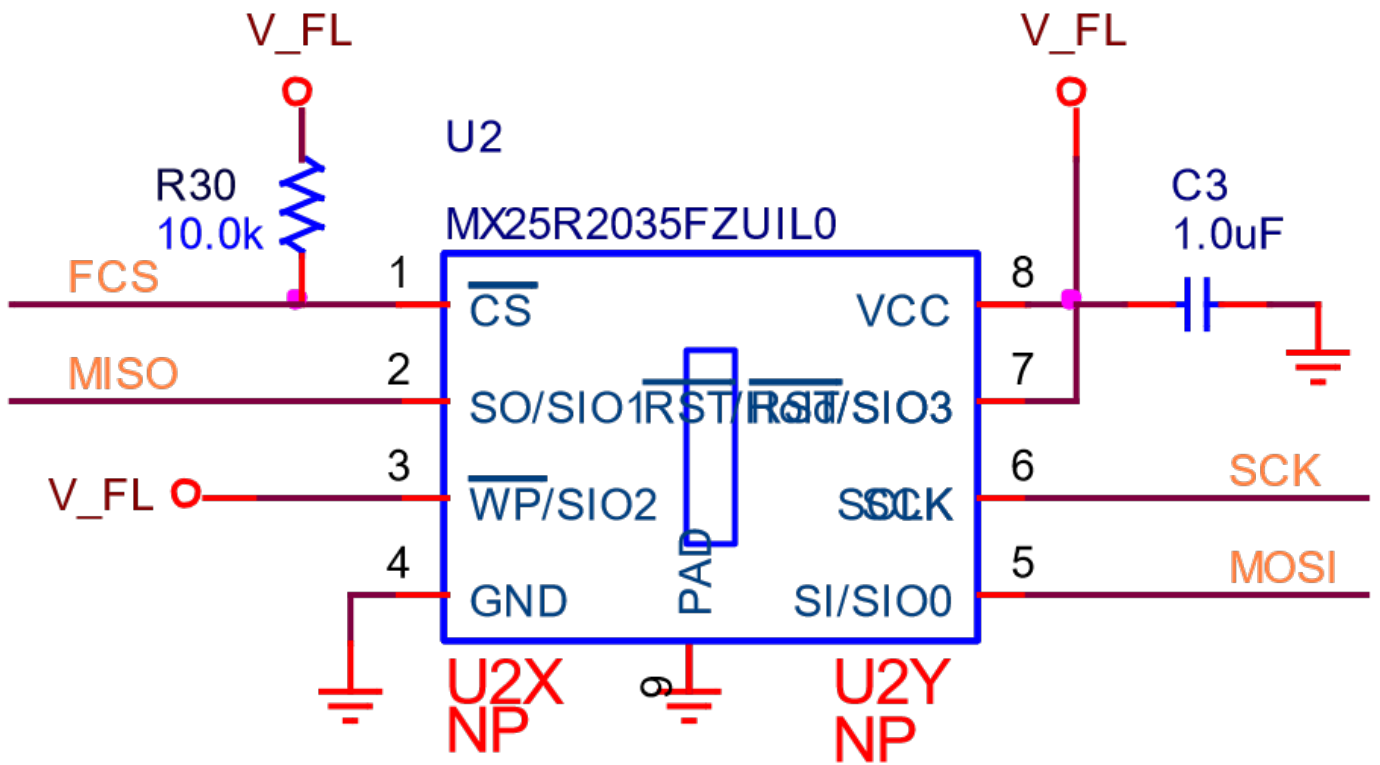 V_FL
V_FL
U2
R30
10.0k
C3
1.0uF
MX25R2035FZUIL0
FCS
1
8
CS
VCC
MISO
2
7
SO/SIO1
RST/
/SIO3
V_FL
3
6
SCK
WP/SIO2
4
5
MOSI
GND
PAD
SI/SIO0
9
U2X
NP
U2Y
NP